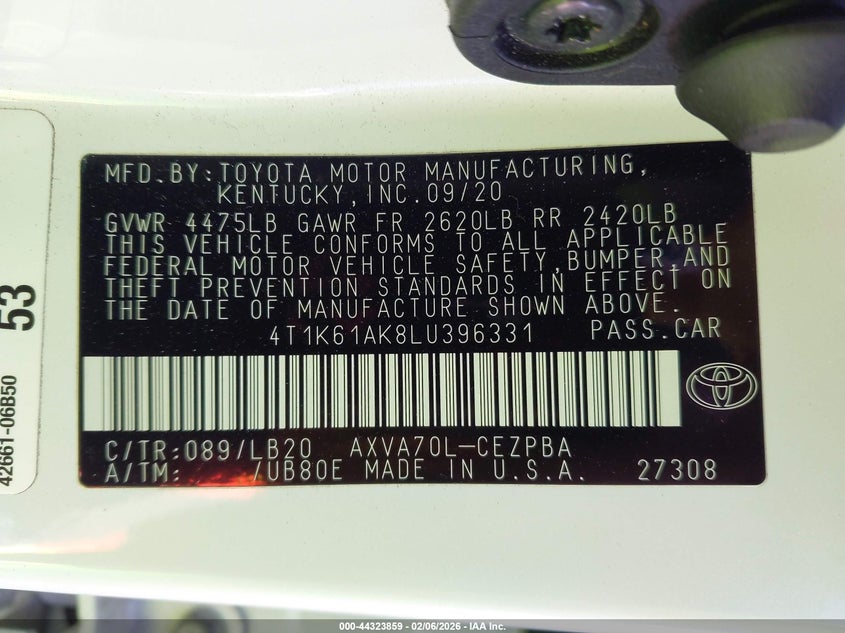 MFD.BY:TOYOTA MOTOR MANUFACTURING,
KENTUCKY,INC.09/20
GVWR 4475LB GAWR FR 2620LB RR 2420LB
THIS VEHICLE CONFORMS TO ALL APPLICABLE
FEDERAL MOTOR VEHICLE SAFETY,BUMPER,AND
THEFT PREVENTION STANDARDS IN EFFECT ON
THE DATE OF MANUFACTURE SHOWN ABOVE.
4T1K61AK8LU396331 PASS.CAR
C/TR:089/LB20 AXVA70L-CEZPBA
A/TM: /UB80E MADE IN U.S.A. 27308
53
42661-06B50
000-44323859 - 02/06/2026 - IAA Inc.